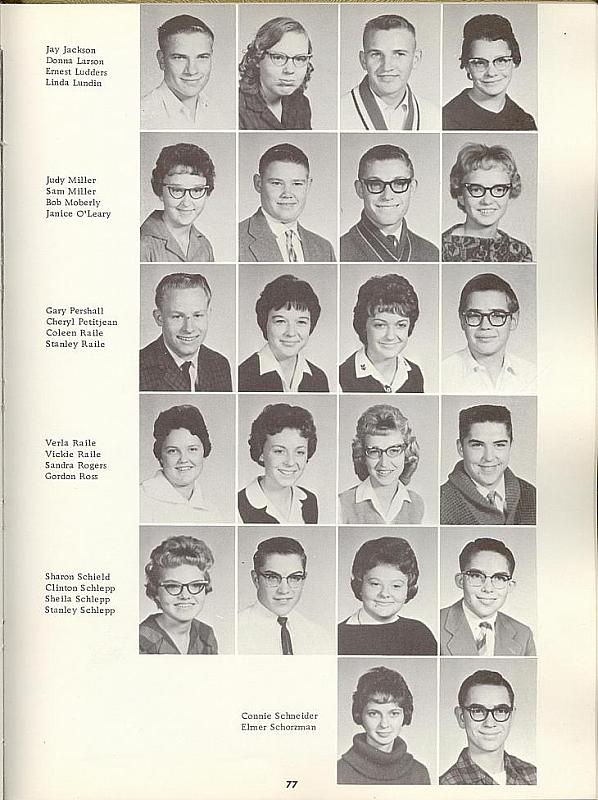 Jay Jackson
Donna Larson
Ernest Ludders
Linda Lundin
Judy Miller
Sam Miller
Bob Moberly
Janice O'Leary
Gary Pershall
Cheryl Petitjean
Coleen Raile
Stanley Raile
Verla Raile
Vickie Raile
Sandra Rogers
Gordon Ross
Sharon Schield
Clinton Schlepp
Sheila Schlepp
Stanley Schlepp
Connie Schneider
Elmer Schorzman
77